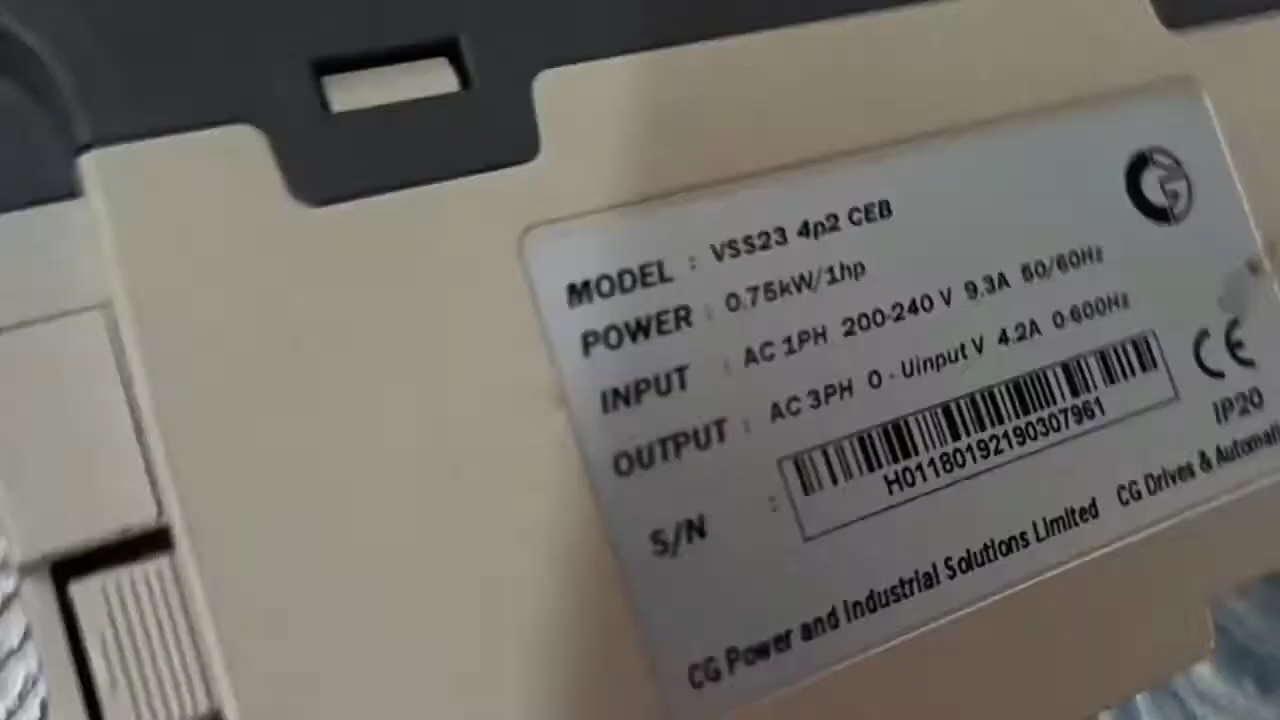 MODEL : VSS23 4p2 CEB
POWER : 0.75kW/1hp
INPUT : AC 1PH 200-240 V 9.3A 50/60Hz
OUTPUT : AC 3PH 0 - Uinput V 4.2A 0-600Hz
S/N :
H01180192190307961
CE
IP20
CG Power and Industrial Solutions Limited CG Drives & Automati